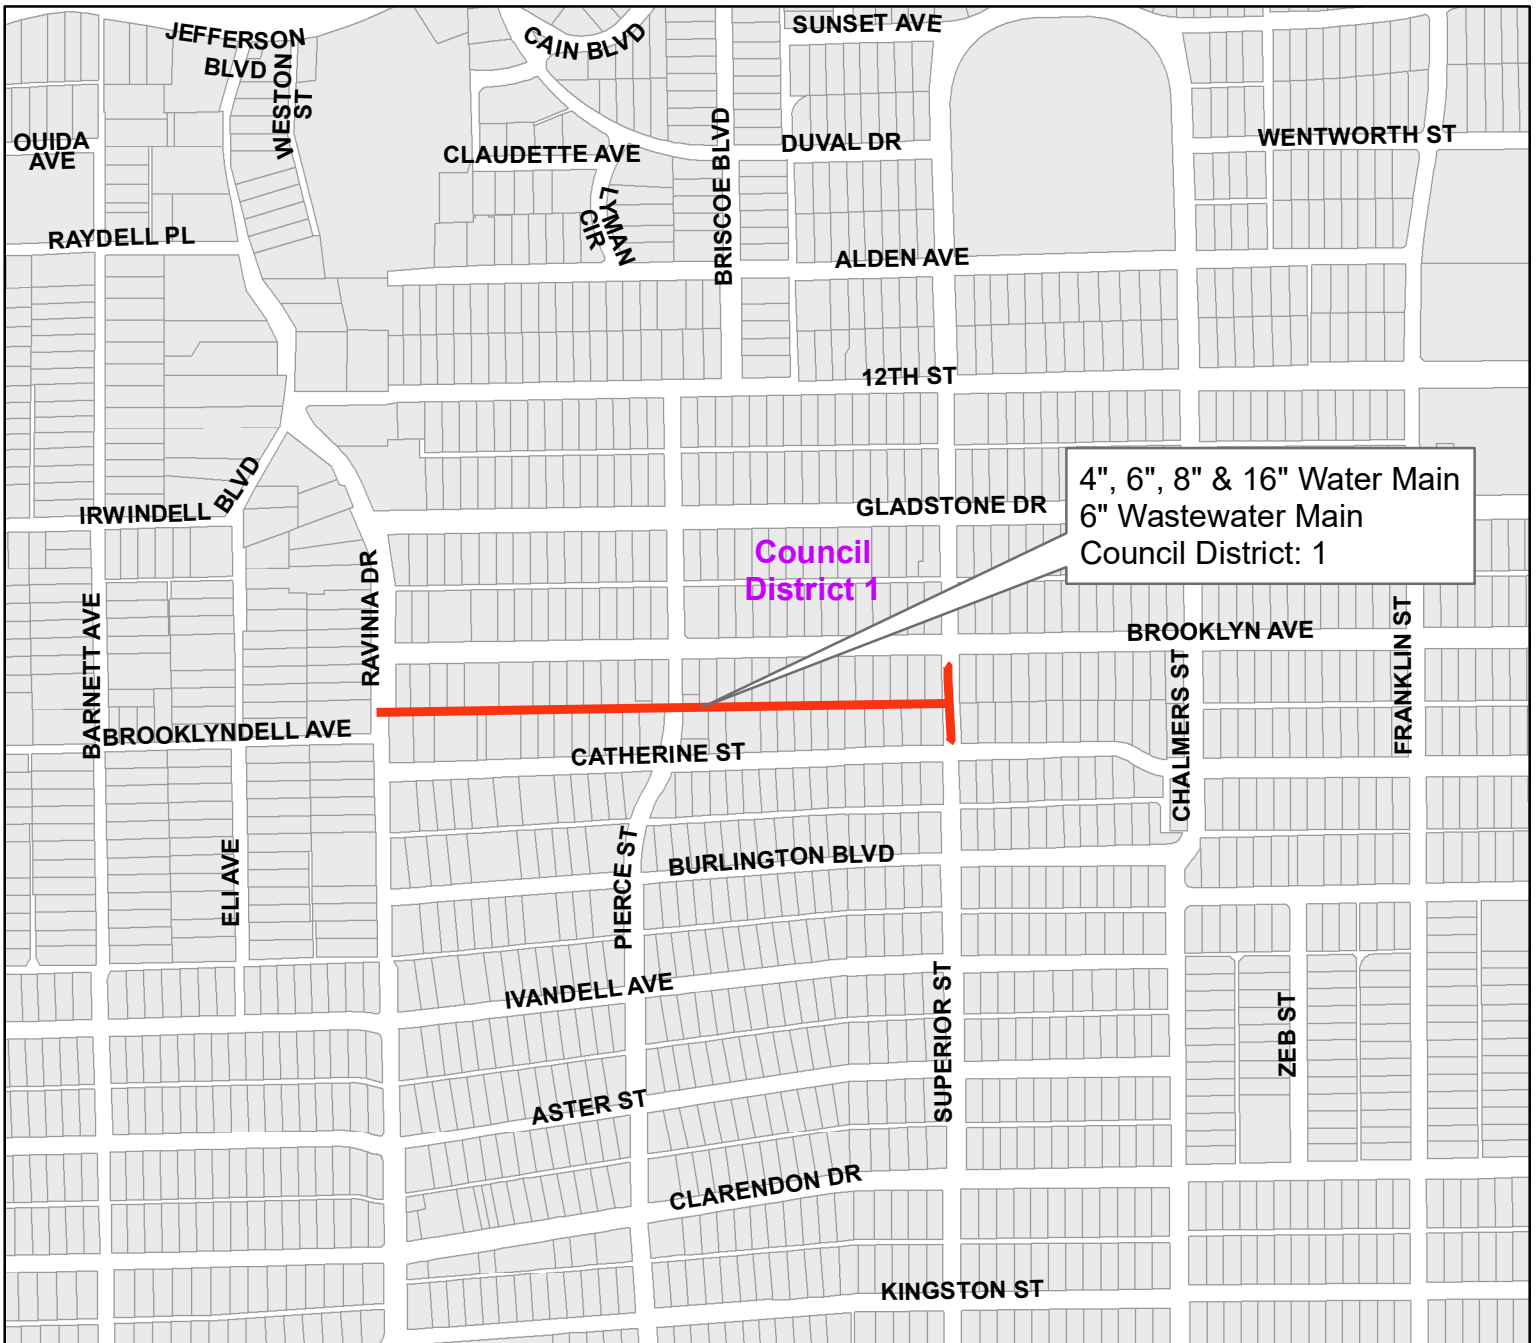 SUNSET AVE
JEFFERSON
BLVD
CAIN BLVD
WESTON
ST
OUIDA
AVE
CLAUDETTE AVE
BRISCOE BLVD
DUVAL DR
WENTWORTH ST
LYMAN
CIR
RAYDELL PL
ALDEN AVE
12TH ST
IRWINDELL
BLVD
GLADSTONE DR
4", 6", 8" & 16" Water Main
6" Wastewater Main
Council District: 1
Council
District 1
BARNETT AVE
RAVINIA DR
BROOKLYN AVE
FRANKLIN ST
CHALMERS ST
BROOKLYNDELL AVE
CATHERINE ST
ELI AVE
PIERCE ST
BURLINGTON BLVD
IVANDELL AVE
SUPERIOR ST
ZEB ST
ASTER ST
CLARENDON DR
KINGSTON ST